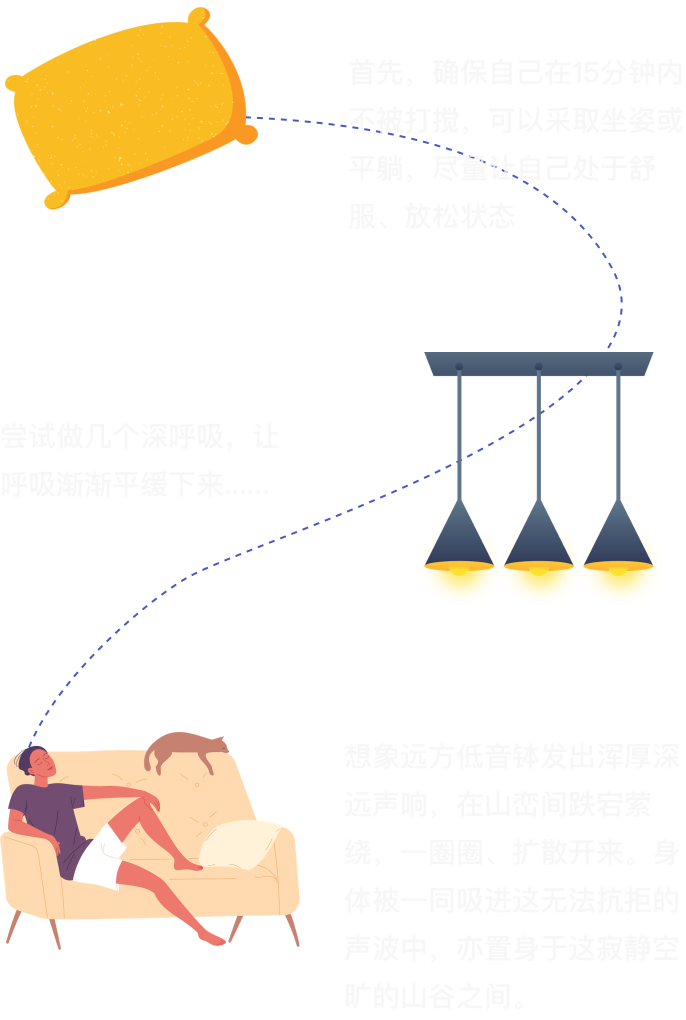 首先，确保自己在15分钟内
不被打搅，可以采取坐姿或
平躺，尽量让自己处于舒
服、放松状态
尝试做几个深呼吸，让
呼吸渐渐平缓下来……
想象远方低音钵发出浑厚深
远声响，在山峦间跌宕萦
绕，一圈圈、扩散开来，身
体被一同吸进这无法抗拒的
声波中，亦置身于这寂静空
旷的山谷之间。